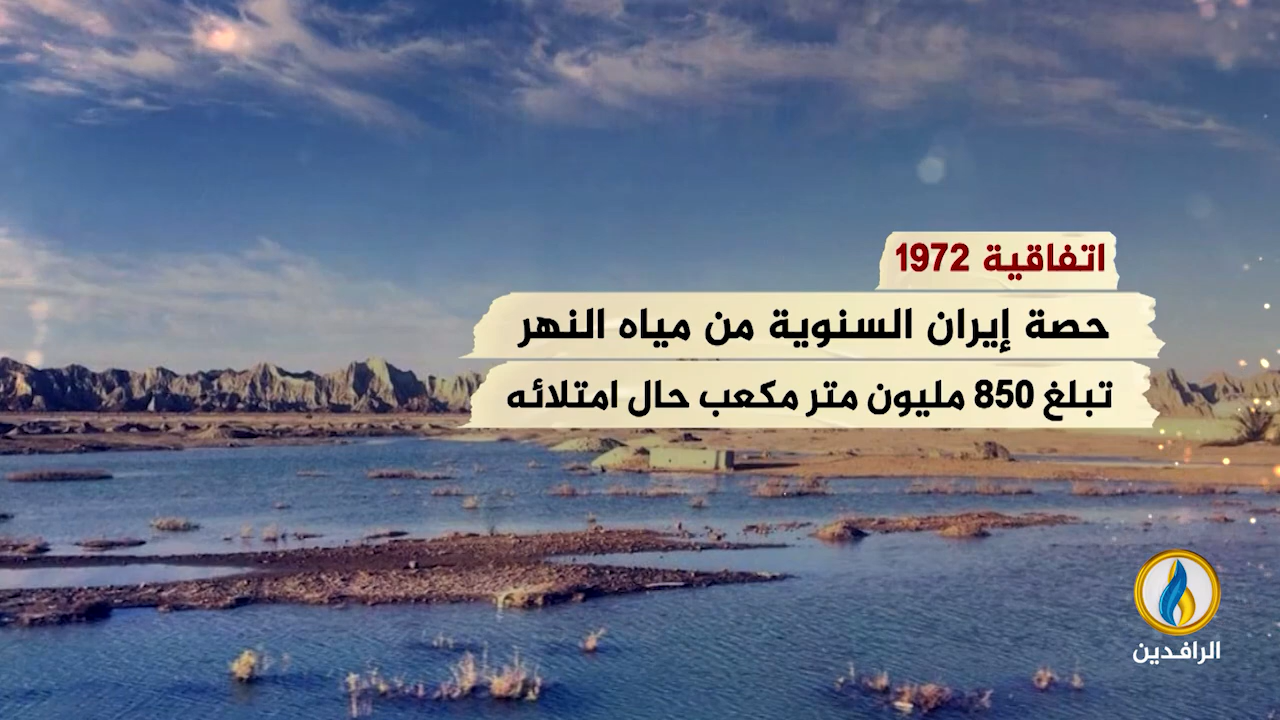 اتفاقية 1972
حصة إيران السنوية من مياه النهر
تبلغ 850 مليون متر مكعب حال امتلائه
الرافدين